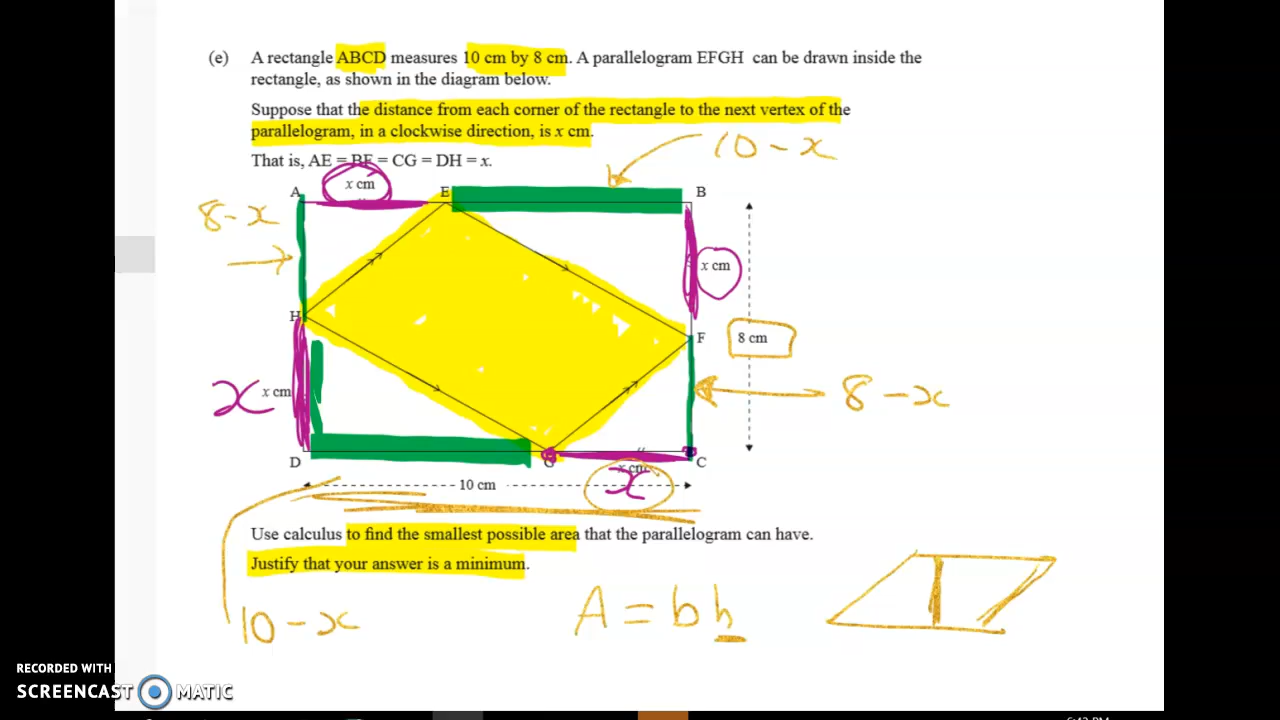 (e) A rectangle ABCD measures 10 cm by 8 cm. A parallelogram EFGH can be drawn inside the
rectangle, as shown in the diagram below.
Suppose that the distance from each corner of the rectangle to the next vertex of the
parallelogram, in a clockwise direction, is x cm.
10 - x
That is, AE = BF = CG = DH = x.
A x cm E B
8 - x
x cm
H
F 8 cm
x x cm
8 - x
D G x cm C
x
10 cm
Use calculus to find the smallest possible area that the parallelogram can have.
Justify that your answer is a minimum.
10 - x
A = bh
RECORDED WITH
SCREENCAST MATIC